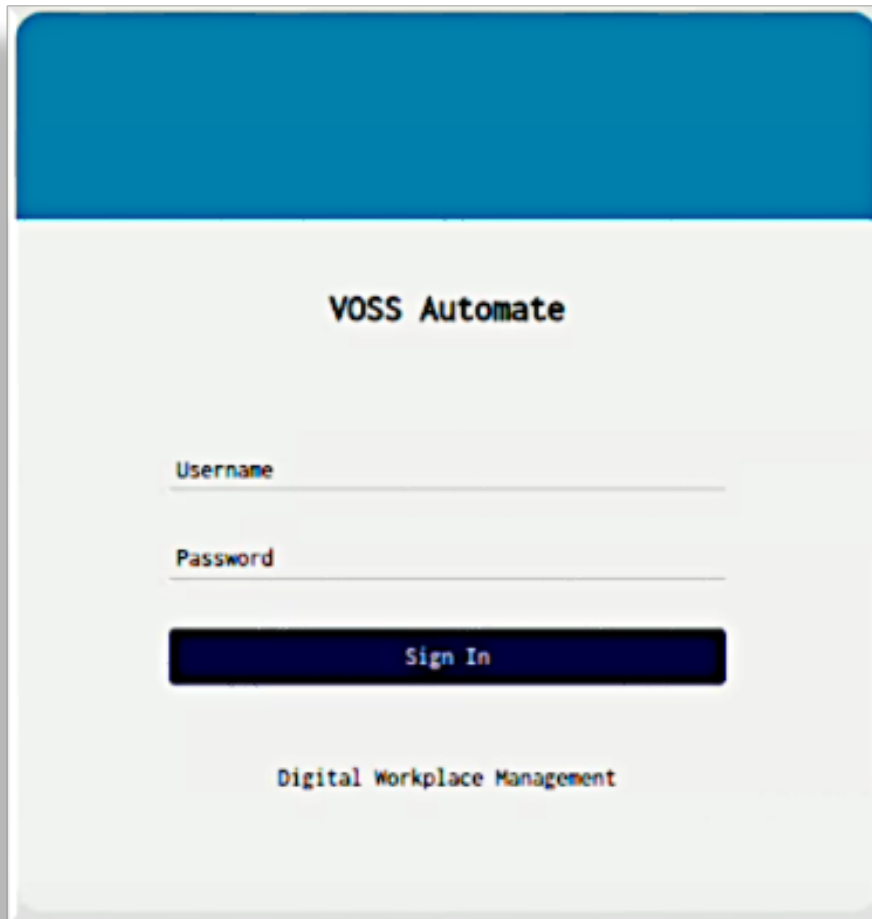 VOSS Automate
Username
Password
Sign In
Digital Workplace Management